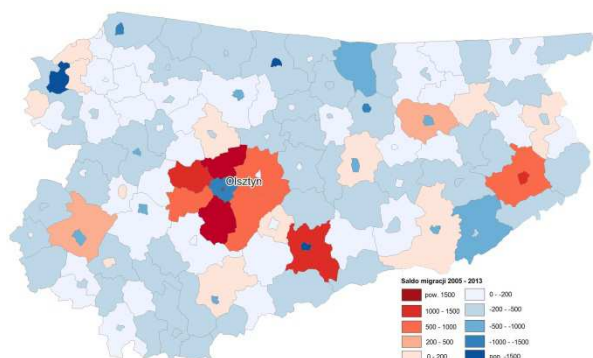 Olsztyn
Saldo migracji 2005 - 2013
pow. 1500
1000 - 1500
500 - 1000
200 - 500
0 - 200
0 - -200
-200 - -500
-500 - -1000
-1000 - -1500
pon. -1500